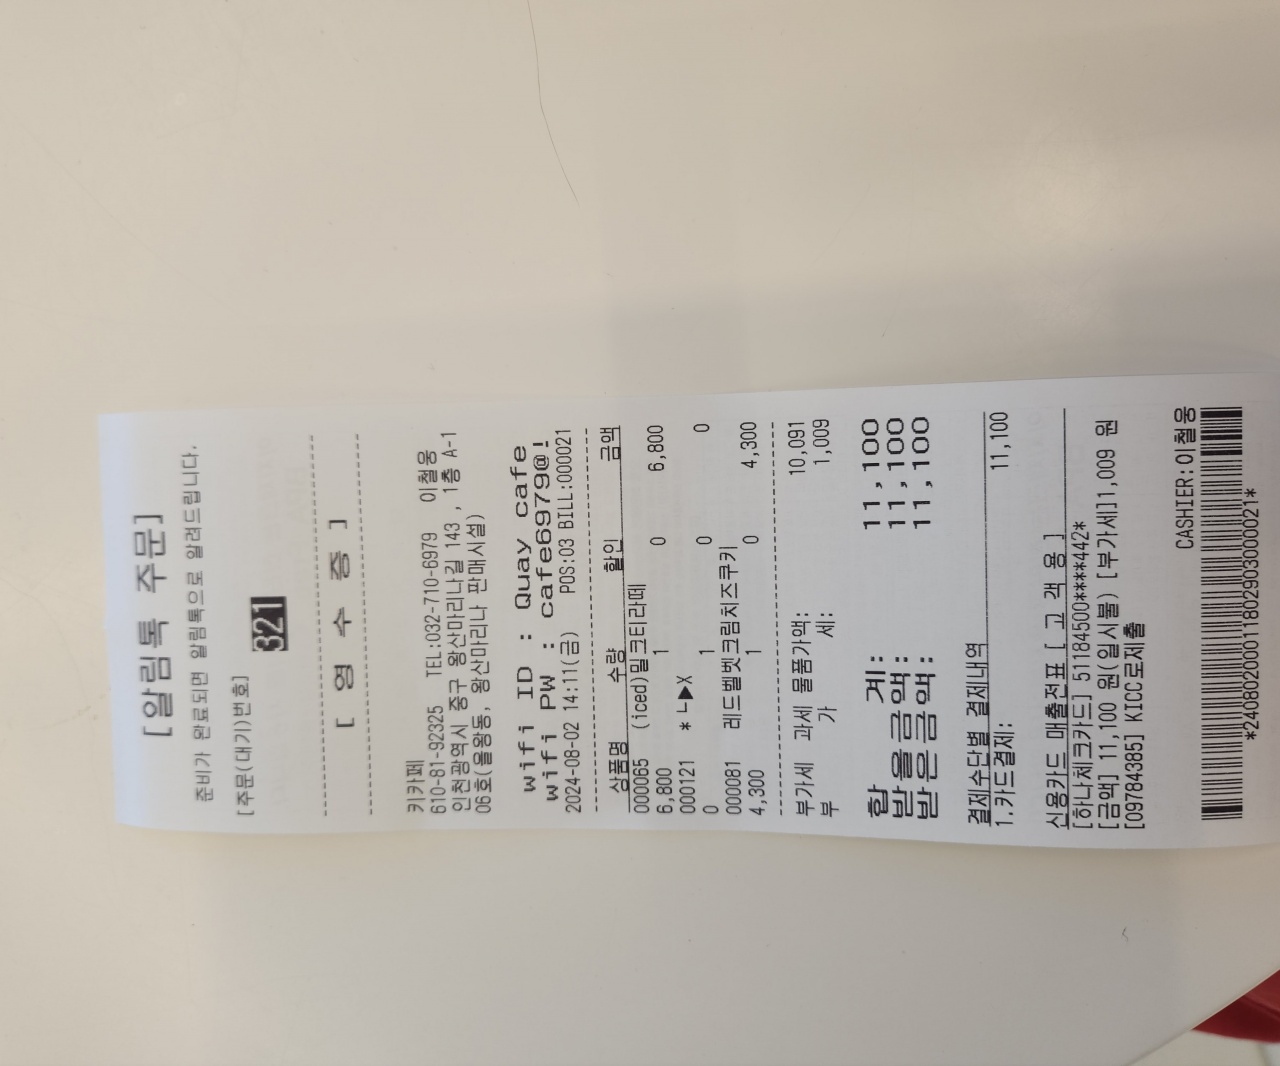 [알림톡 주문]
준비가 완료되면 알림톡으로 알려드립니다.
[주문(대기)번호]
321
[ 영 수 증 ]
키카페
610-81-92325 TEL:032-710-6979 이철웅
인천광역시 중구 왕산마리나길 143 , 1층 A-1
06호(을왕동, 왕산마리나 판매시설)
wifi ID : Quay cafe
wifi PW : cafe6979@!
2024-08-02 14:11(금) POS:03 BILL:000021
상품명 수량 할인 금액
000065 (iced)밀크티라떼
6,800 1 0 6,800
000121 *ㄴ▶X
0 1 0 0
000081 레드벨벳크림치즈쿠키
4,300 1 0 4,300
부가세 과세 물품가액: 10,091
부 가 세: 1,009
합 계: 11,100
받을금액: 11,100
받은금액: 11,100
결제수단별 결제내역
1.카드결제: 11,100
신용카드 매출전표 [ 고 객 용 ]
[하나체크카드] 51184500****442*
[금액] 11,100 원(일시불) [부가세]1,009 원
[09784385] KICC로제출
CASHIER:이철웅
*2408020001180290300​0021*